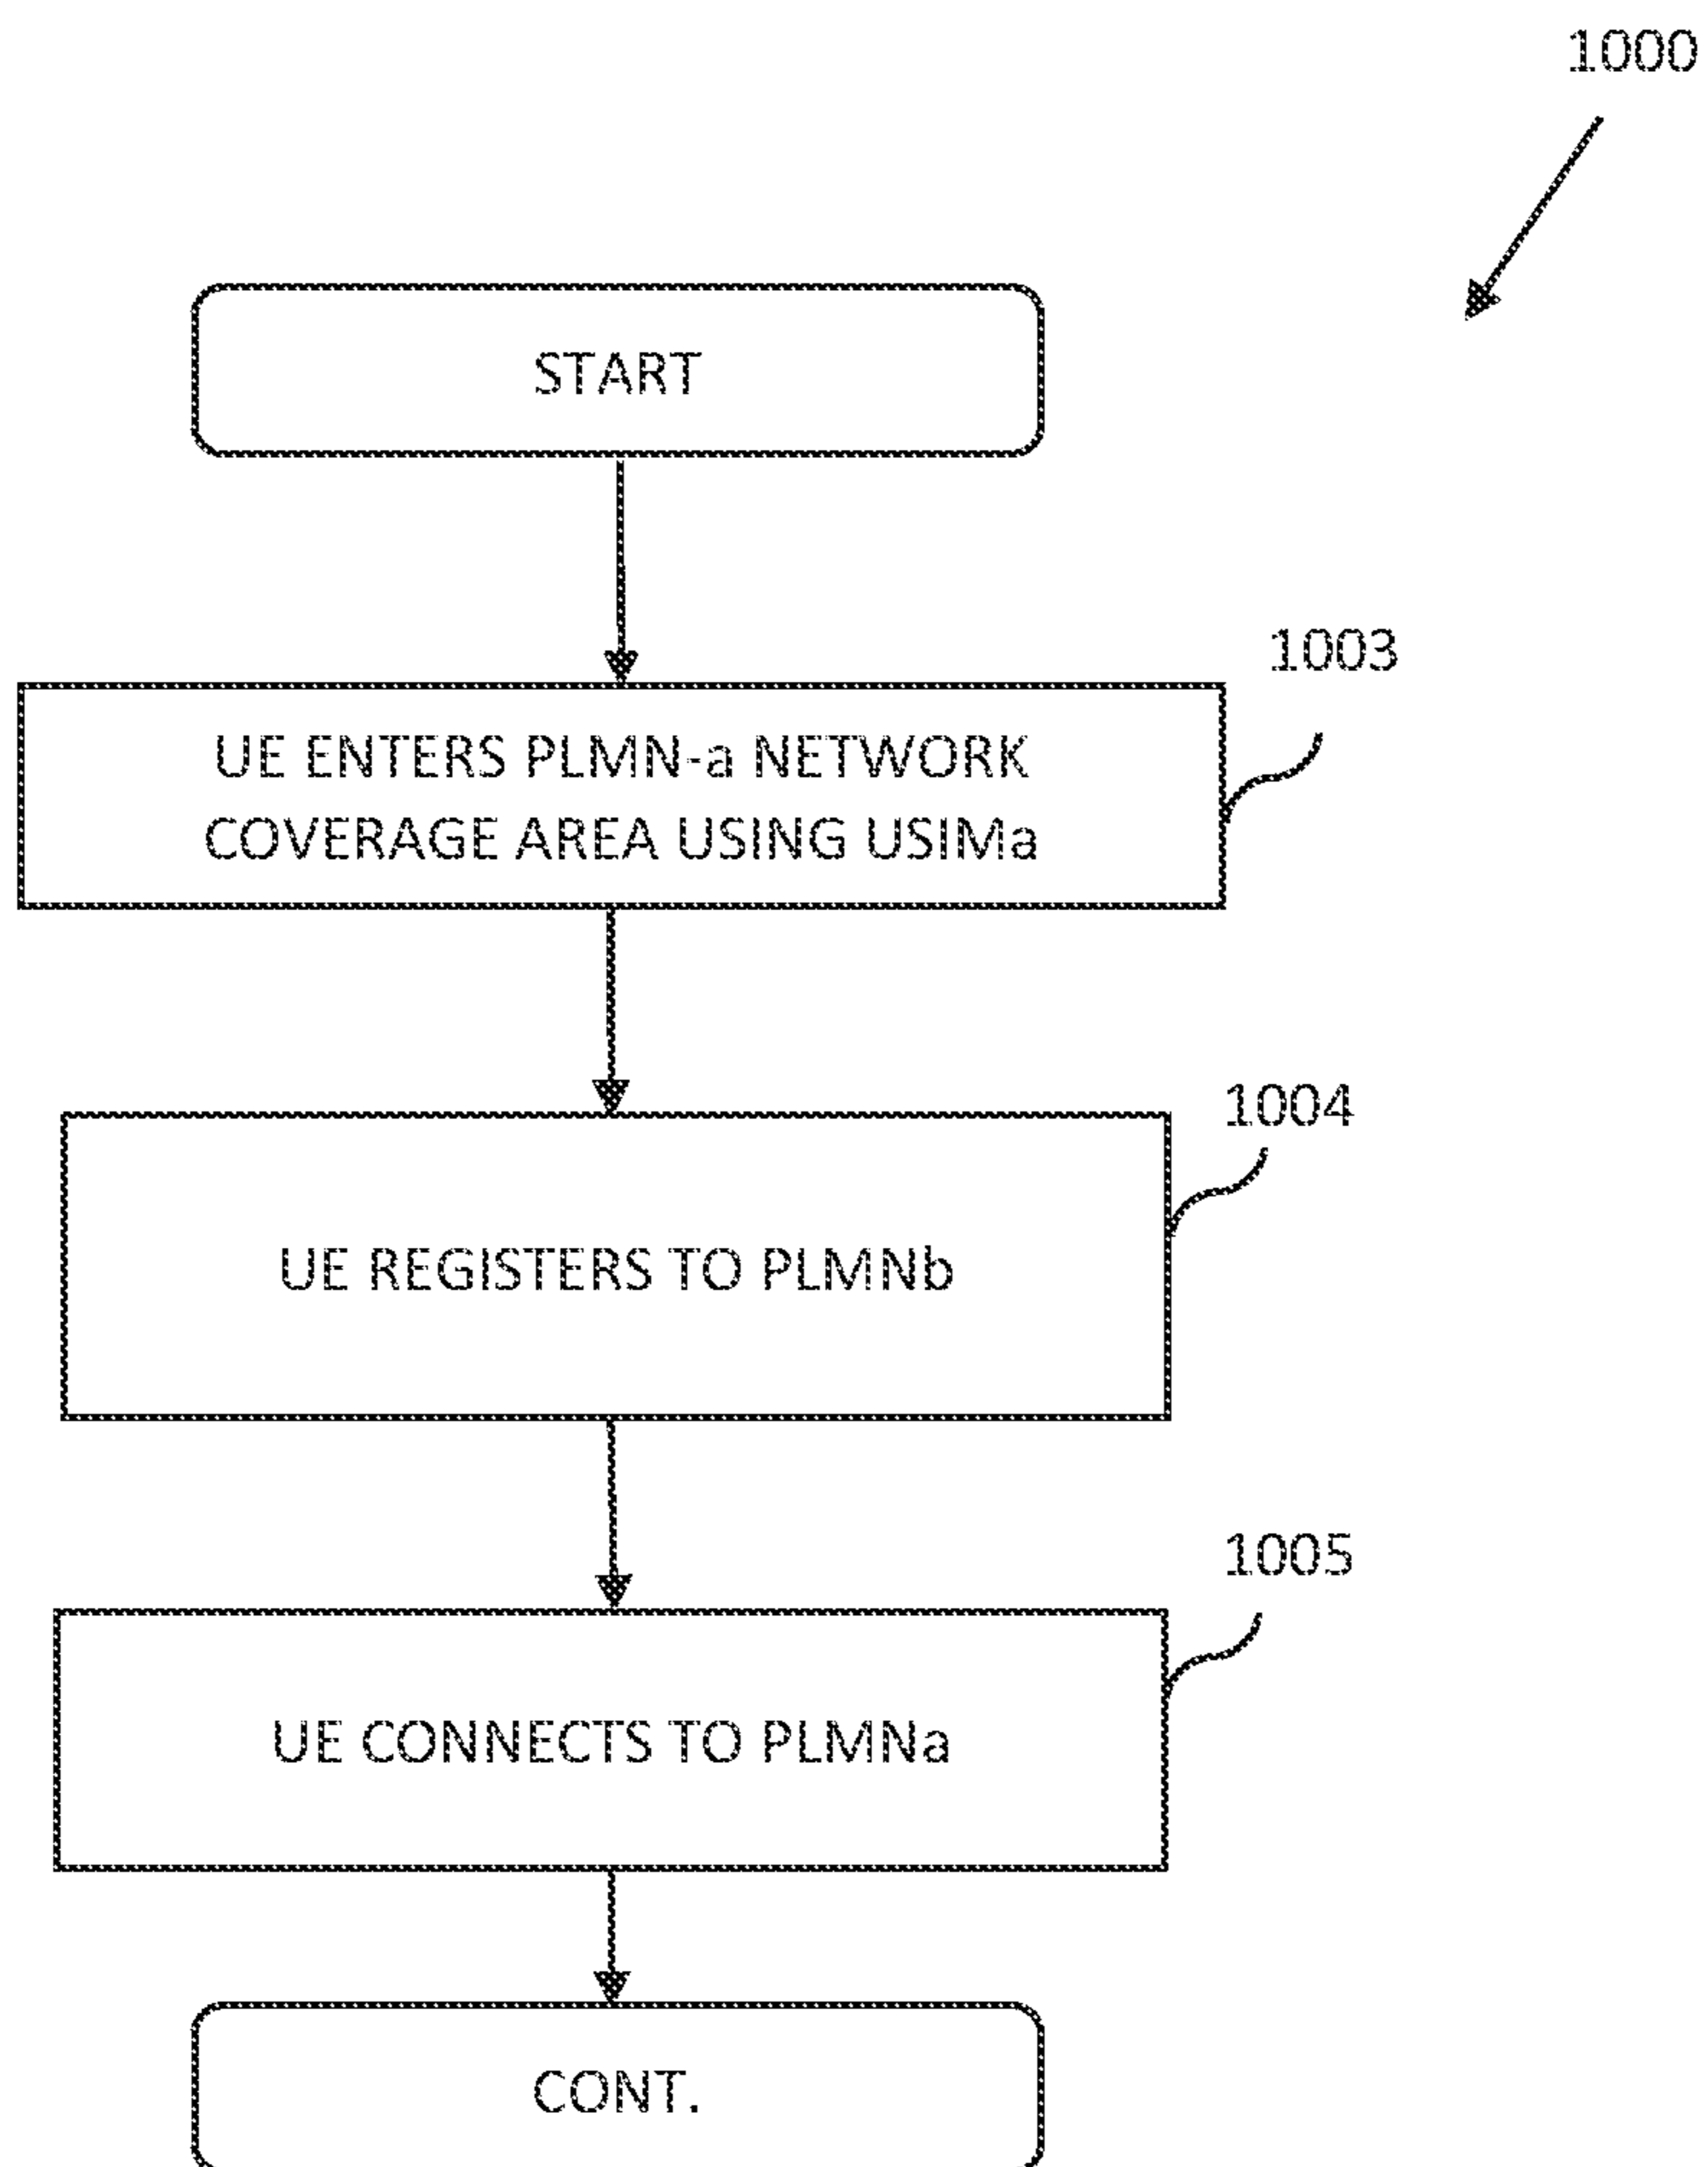 1000
START
1003
UE ENTERS PLMN-a NETWORK
COVERAGE AREA USING USIMa
1004
UE REGISTERS TO PLMNb
1005
UE CONNECTS TO PLMNa
CONT.